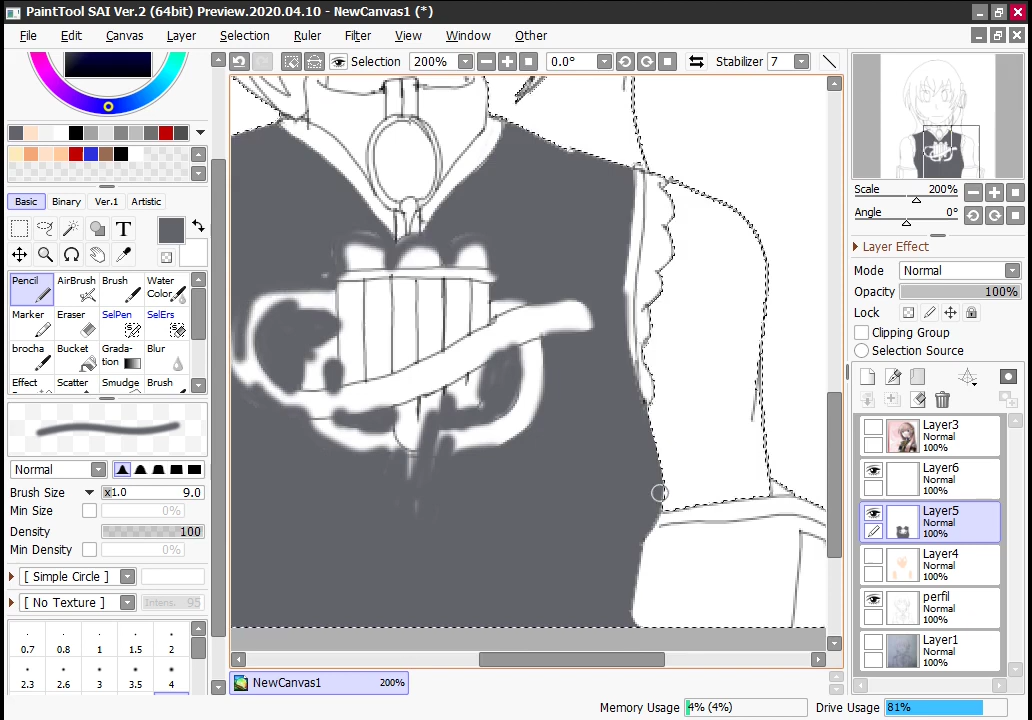 PaintTool SAI Ver.2 (64bit) Preview.2020.04.10 - NewCanvas1 (*)
File Edit Canvas Layer Selection Ruler Filter View Window Other
Selection 200% 0.0° Stabilizer 7
Scale 200%
Angle 0°
Basic Binary Ver.1 Artistic
T
Layer Effect
Mode Normal
Opacity 100%
Lock
Clipping Group
Selection Source
Pencil AirBrush Brush Water Color
Marker Eraser SelPen SelErs
brocha Bucket Grada-tion Blur
Effect Scatter Smudge Brush
Normal
Brush Size x1.0 9.0
Min Size 0%
Density 100
Min Density 0%
[ Simple Circle ]
[ No Texture ] Intens. 95
0.7 0.8 1 1.5 2
2.3 2.6 3 3.5 4
Layer3
Normal
100%
Layer6
Normal
100%
Layer5
Normal
100%
Layer4
Normal
100%
perfil
Normal
100%
Layer1
Normal
100%
NewCanvas1 200%
Memory Usage 4% (4%) Drive Usage 81%